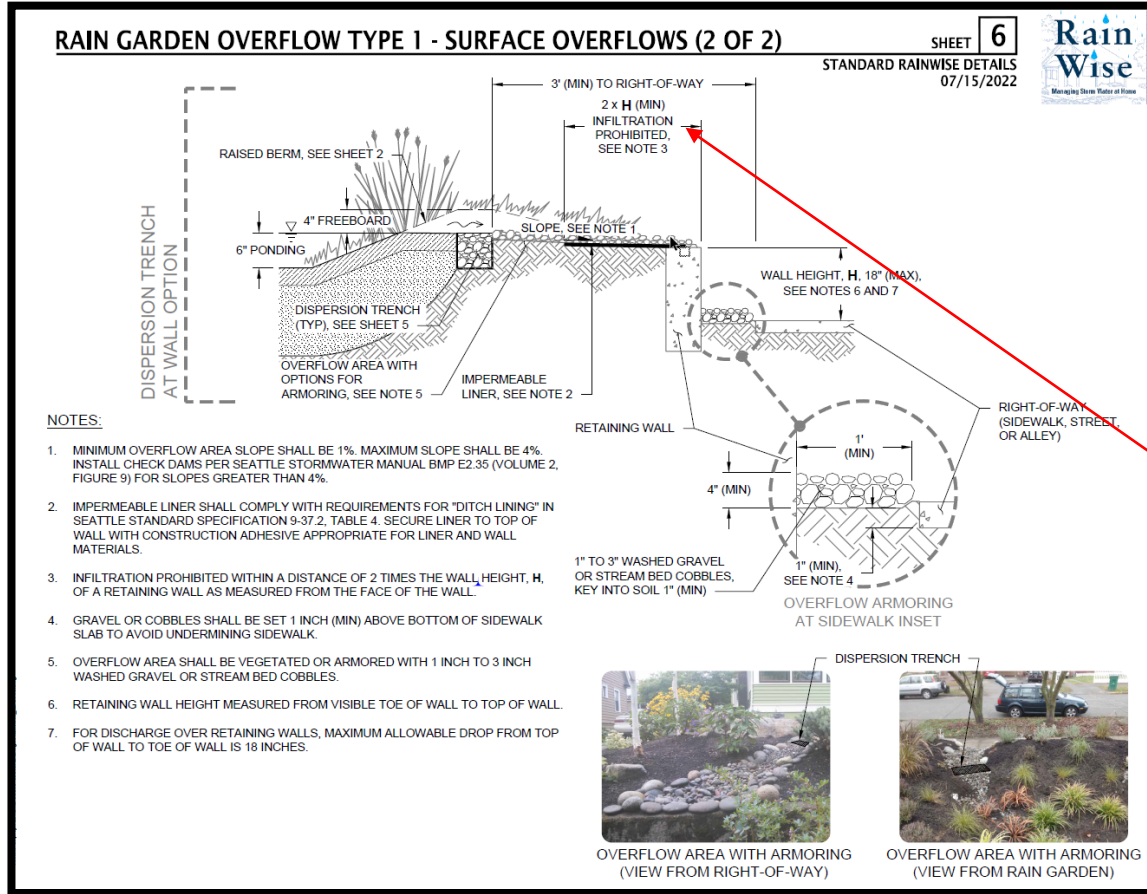 RAIN GARDEN OVERFLOW TYPE 1 - SURFACE OVERFLOWS (2 OF 2)
SHEET 6
STANDARD RAINWISE DETAILS
07/15/2022
Rain
Wise
Managing Storm Water at Home
3' (MIN) TO RIGHT-OF-WAY
2 x H (MIN)
INFILTRATION
PROHIBITED,
SEE NOTE 3
RAISED BERM, SEE SHEET 2
4" FREEBOARD
SLOPE, SEE NOTE 1
6" PONDING
DISPERSION TRENCH
AT WALL OPTION
WALL HEIGHT, H, 18" (MAX),
SEE NOTES 6 AND 7
DISPERSION TRENCH
(TYP), SEE SHEET 5
OVERFLOW AREA WITH
OPTIONS FOR
ARMORING, SEE NOTE 5
IMPERMEABLE
LINER, SEE NOTE 2
RETAINING WALL
RIGHT-OF-WAY
(SIDEWALK, STREET,
OR ALLEY)
1'
(MIN)
4" (MIN)
1" TO 3" WASHED GRAVEL
OR STREAM BED COBBLES,
KEY INTO SOIL 1" (MIN)
1" (MIN),
SEE NOTE 4
OVERFLOW ARMORING
AT SIDEWALK INSET
NOTES:
1. MINIMUM OVERFLOW AREA SLOPE SHALL BE 1%. MAXIMUM SLOPE SHALL BE 4%.
INSTALL CHECK DAMS PER SEATTLE STORMWATER MANUAL BMP E2.35 (VOLUME 2,
FIGURE 9) FOR SLOPES GREATER THAN 4%.
2. IMPERMEABLE LINER SHALL COMPLY WITH REQUIREMENTS FOR "DITCH LINING" IN
SEATTLE STANDARD SPECIFICATION 9-37.2, TABLE 4. SECURE LINER TO TOP OF
WALL WITH CONSTRUCTION ADHESIVE APPROPRIATE FOR LINER AND WALL
MATERIALS.
3. INFILTRATION PROHIBITED WITHIN A DISTANCE OF 2 TIMES THE WALL HEIGHT, H,
OF A RETAINING WALL AS MEASURED FROM THE FACE OF THE WALL.
4. GRAVEL OR COBBLES SHALL BE SET 1 INCH (MIN) ABOVE BOTTOM OF SIDEWALK
SLAB TO AVOID UNDERMINING SIDEWALK.
5. OVERFLOW AREA SHALL BE VEGETATED OR ARMORED WITH 1 INCH TO 3 INCH
WASHED GRAVEL OR STREAM BED COBBLES.
6. RETAINING WALL HEIGHT MEASURED FROM VISIBLE TOE OF WALL TO TOP OF WALL.
7. FOR DISCHARGE OVER RETAINING WALLS, MAXIMUM ALLOWABLE DROP FROM TOP
OF WALL TO TOE OF WALL IS 18 INCHES.
DISPERSION TRENCH
OVERFLOW AREA WITH ARMORING
(VIEW FROM RIGHT-OF-WAY)
OVERFLOW AREA WITH ARMORING
(VIEW FROM RAIN GARDEN)